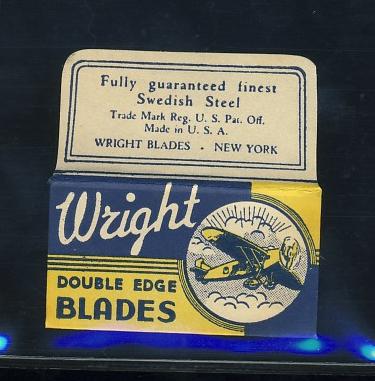 Fully guaranteed finest
Swedish Steel
Trade Mark Reg. U. S. Pat. Off.
Made in U. S. A.
WRIGHT BLADES - NEW YORK
Wright
DOUBLE EDGE
BLADES